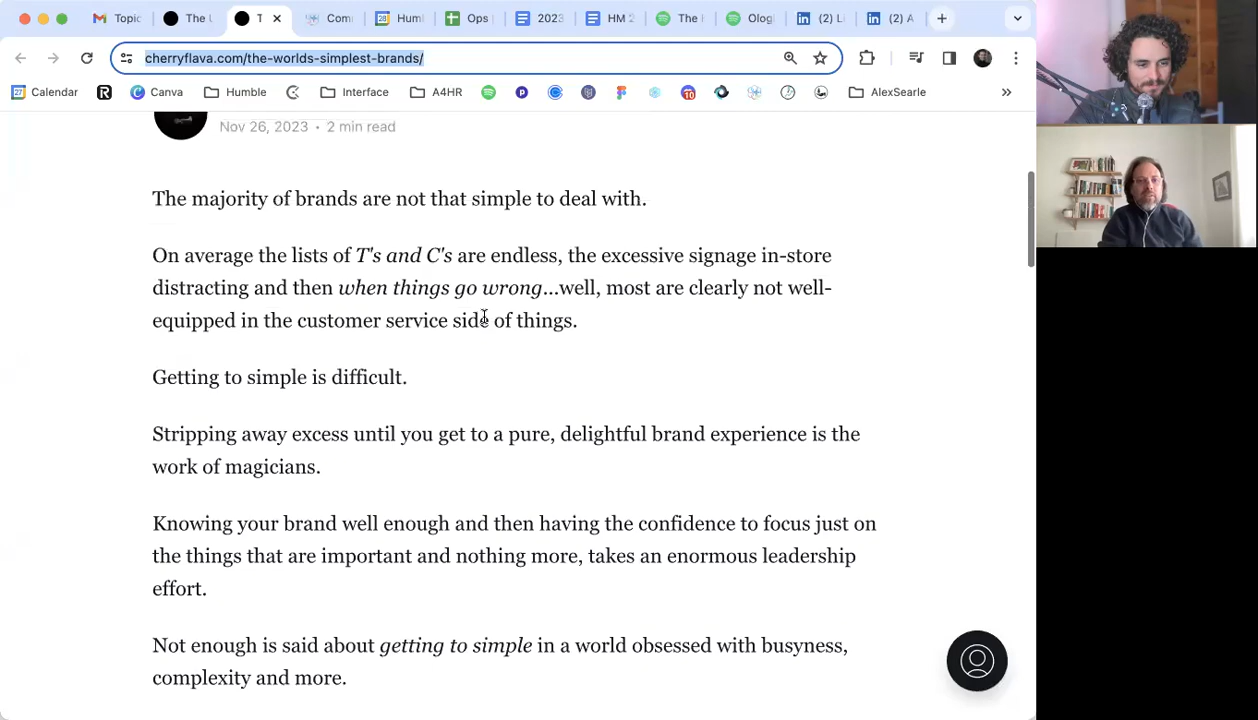 Topic
The U
T
Com
Huml
Ops
2023
HM 2
The I
Olog
(2) Li
(2) A
cherryflava.com/the-worlds-simplest-brands/
Calendar
Canva
Humble
Interface
A4HR
10
AlexSearle
Nov 26, 2023 • 2 min read
The majority of brands are not that simple to deal with.
On average the lists of T's and C's are endless, the excessive signage in-store
distracting and then when things go wrong...well, most are clearly not well-
equipped in the customer service side of things.
Getting to simple is difficult.
Stripping away excess until you get to a pure, delightful brand experience is the
work of magicians.
Knowing your brand well enough and then having the confidence to focus just on
the things that are important and nothing more, takes an enormous leadership
effort.
Not enough is said about getting to simple in a world obsessed with busyness,
complexity and more.